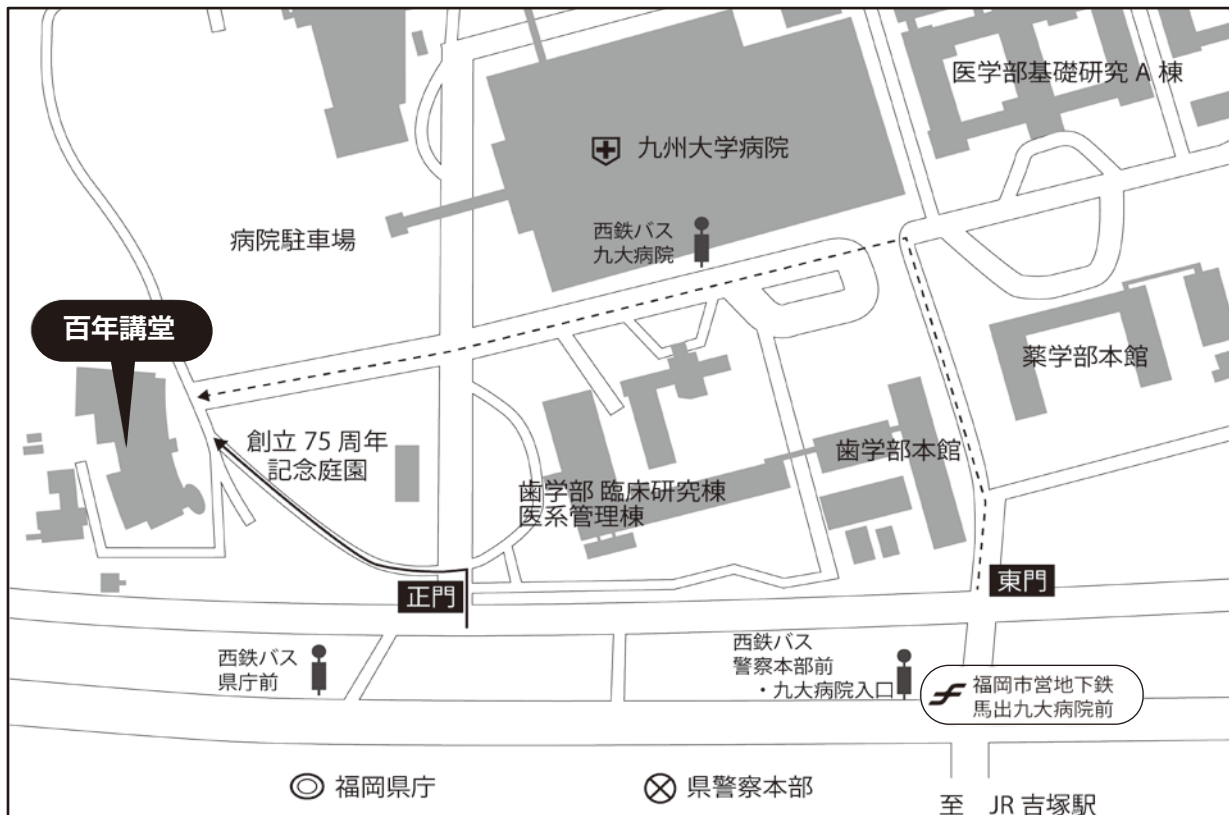 医学部基礎研究 A 棟
九州大学病院
西鉄バス
九大病院
病院駐車場
百年講堂
薬学部本館
創立 75 周年
記念庭園
歯学部本館
歯学部 臨床研究棟
医系管理棟
正門
東門
西鉄バス
県庁前
西鉄バス
警察本部前
・九大病院入口
福岡市営地下鉄
馬出九大病院前
福岡県庁
県警察本部
至 JR 吉塚駅